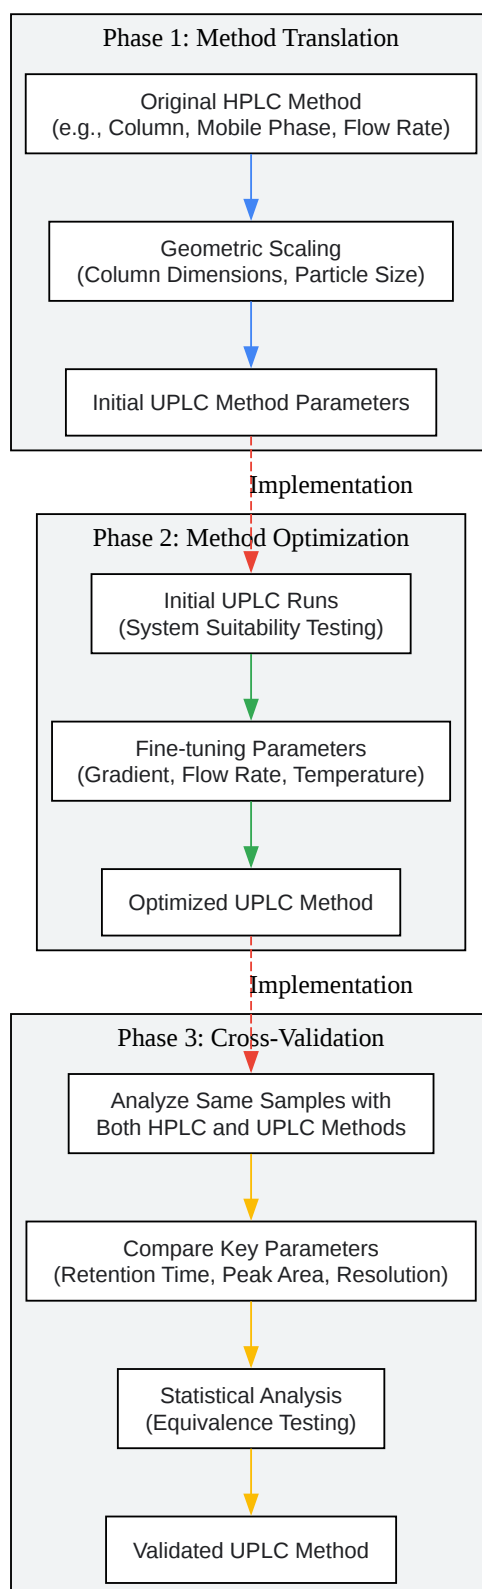 Phase 1: Method Translation
Original HPLC Method
(e.g., Column, Mobile Phase, Flow Rate)
Geometric Scaling
(Column Dimensions, Particle Size)
Initial UPLC Method Parameters
Implementation
Phase 2: Method Optimization
Initial UPLC Runs
(System Suitability Testing)
Fine-tuning Parameters
(Gradient, Flow Rate, Temperature)
Optimized UPLC Method
Implementation
Phase 3: Cross-Validation
Analyze Same Samples with
Both HPLC and UPLC Methods
Compare Key Parameters
(Retention Time, Peak Area, Resolution)
Statistical Analysis
(Equivalence Testing)
Validated UPLC Method